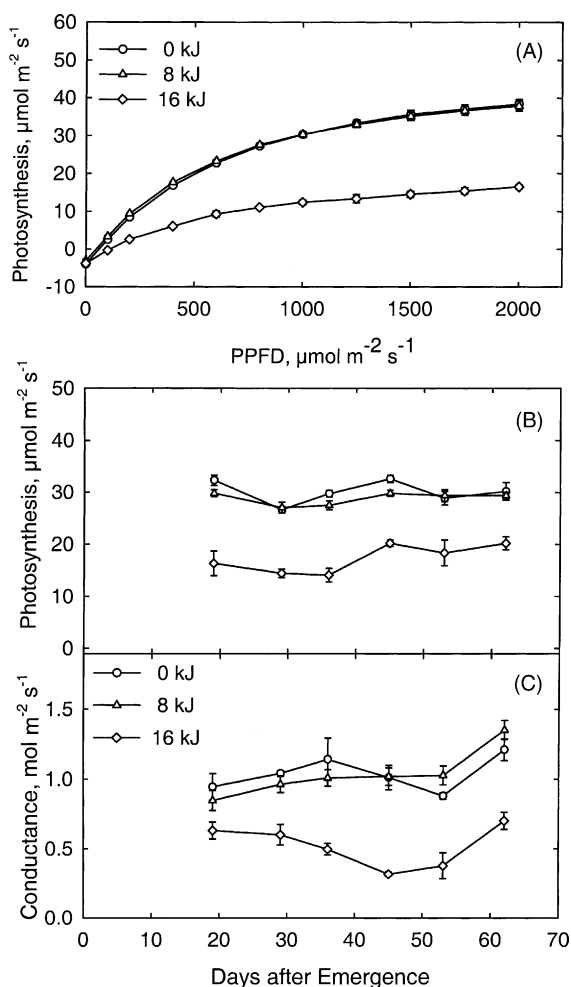 60
50
40
30
20
10
0
-10
Photosynthesis, µmol m-2 s-1
0 kJ
8 kJ
16 kJ
(A)
0 500 1000 1500 2000
PPFD, µmol m-2 s-1
50
40
30
20
10
0
Photosynthesis, µmol m-2 s-1
(B)
0 kJ
8 kJ
16 kJ
(C)
1.5
1.0
0.5
0.0
Conductance, mol m-2 s-1
0 10 20 30 40 50 60 70
Days after Emergence